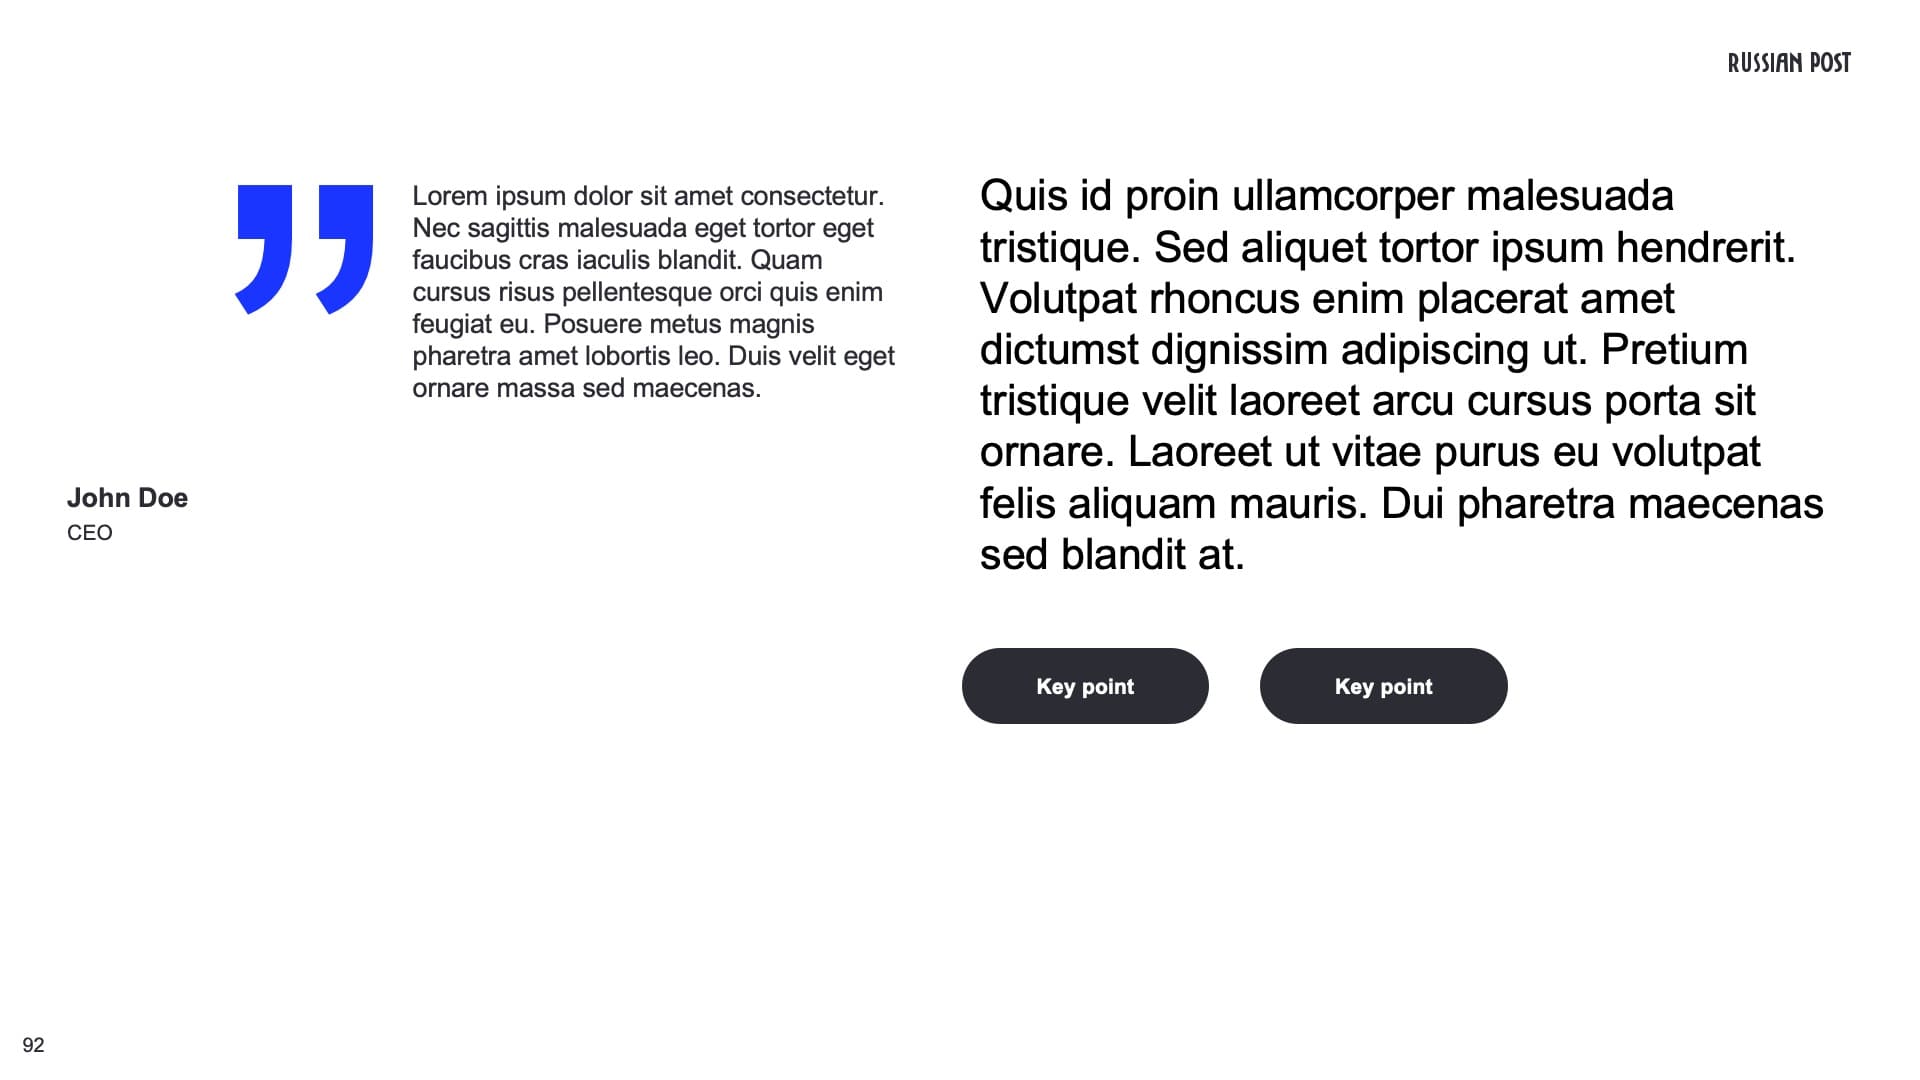 RUSSIAN POST
Lorem ipsum dolor sit amet consectetur.
Nec sagittis malesuada eget tortor eget
faucibus cras iaculis blandit. Quam
cursus risus pellentesque orci quis enim
feugiat eu. Posuere metus magnis
pharetra amet lobortis leo. Duis velit eget
ornare massa sed maecenas.
John Doe
CEO
Quis id proin ullamcorper malesuada
tristique. Sed aliquet tortor ipsum hendrerit.
Volutpat rhoncus enim placerat amet
dictumst dignissim adipiscing ut. Pretium
tristique velit laoreet arcu cursus porta sit
ornare. Laoreet ut vitae purus eu volutpat
felis aliquam mauris. Dui pharetra maecenas
sed blandit at.
Key point
Key point
92